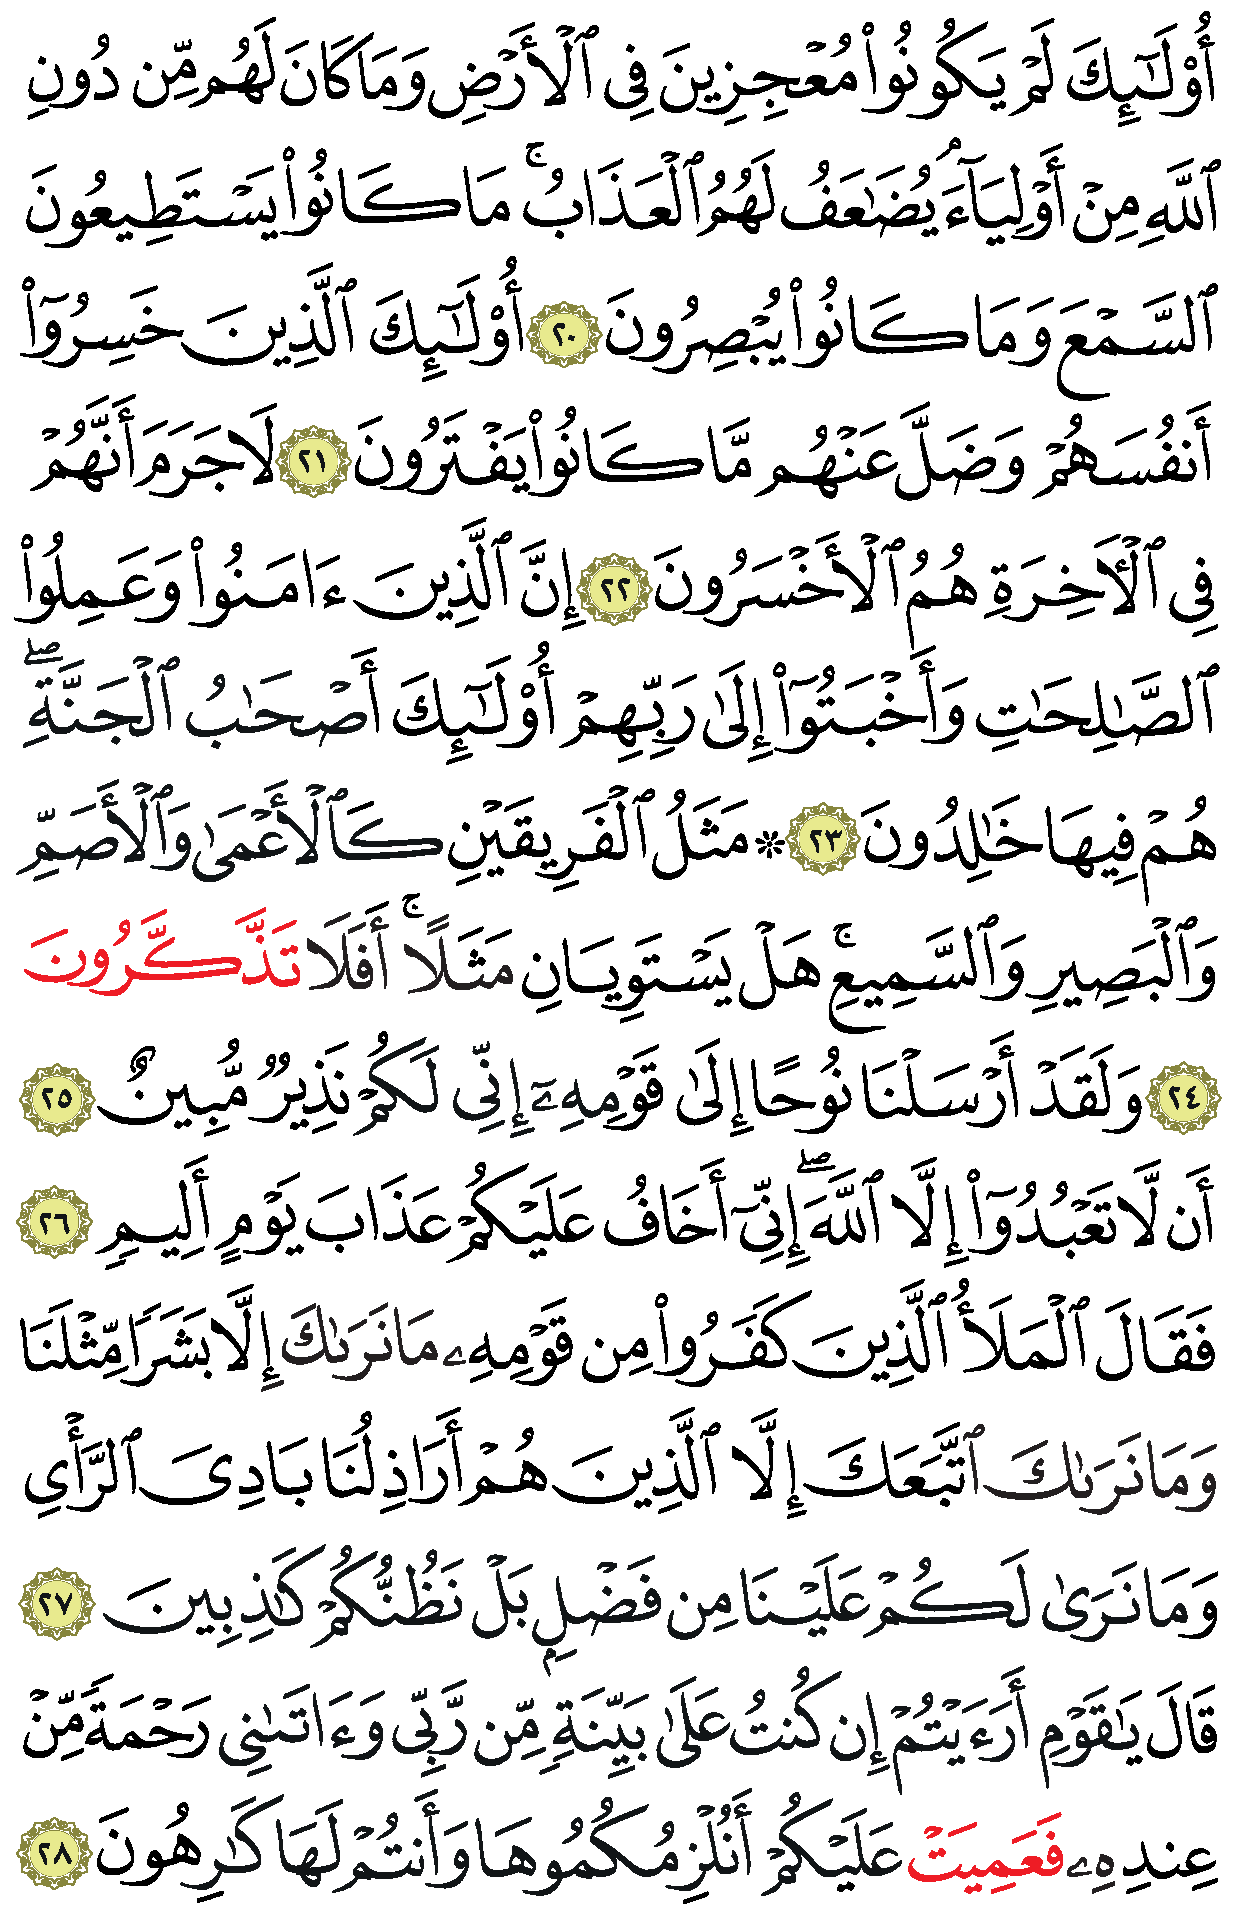 أُوْلَٰٓئِكَ لَمْ يَكُونُوا۟ مُعْجِزِينَ فِى ٱلْأَرْضِ وَمَا كَانَ لَهُم مِّن دُونِ
ٱللَّهِ مِنْ أَوْلِيَآءَۘ يُضَٰعَفُ لَهُمُ ٱلْعَذَابُۚ مَا كَانُوا۟ يَسْتَطِيعُونَ
ٱلسَّمْعَ وَمَا كَانُوا۟ يُبْصِرُونَ ٢٠ أُوْلَٰٓئِكَ ٱلَّذِينَ خَسِرُوٓا۟
أَنفُسَهُمْ وَضَلَّ عَنْهُم مَّا كَانُوا۟ يَفْتَرُونَ ٢١ لَا جَرَمَ أَنَّهُمْ
فِى ٱلْأَخِرَةِ هُمُ ٱلْأَخْسَرُونَ ٢٢ إِنَّ ٱلَّذِينَ ءَامَنُوا۟ وَعَمِلُوا۟
ٱلصَّٰلِحَٰتِ وَأَخْبَتُوٓا۟ إِلَىٰ رَبِّهِمْ أُوْلَٰٓئِكَ أَصْحَٰبُ ٱلْجَنَّةِۖ
هُمْ فِيهَا خَٰلِدُونَ ٢٣ ۞ مَثَلُ ٱلْفَرِيقَيْنِ كَٱلْأَعْمَىٰ وَٱلْأَصَمِّ
وَٱلْبَصِيرِ وَٱلسَّمِيعِۚ هَلْ يَسْتَوِيَانِ مَثَلًاۚ أَفَلَا تَذَّكَّرُونَ
٢٤ وَلَقَدْ أَرْسَلْنَا نُوحًا إِلَىٰ قَوْمِهِۦٓ إِنِّى لَكُمْ نَذِيرٌ مُّبِينٌ ٢٥
أَن لَّا تَعْبُدُوٓا۟ إِلَّا ٱللَّهَۖ إِنِّىٓ أَخَافُ عَلَيْكُمْ عَذَابَ يَوْمٍ أَلِيمٍ ٢٦
فَقَالَ ٱلْمَلَأُ ٱلَّذِينَ كَفَرُوا۟ مِن قَوْمِهِۦ مَا نَرَىٰكَ إِلَّا بَشَرًا مِّثْلَنَا
وَمَا نَرَىٰكَ ٱتَّبَعَكَ إِلَّا ٱلَّذِينَ هُمْ أَرَاذِلُنَا بَادِىَ ٱلرَّأْىِ
وَمَا نَرَىٰ لَكُمْ عَلَيْنَا مِن فَضْلٍۭ بَلْ نَظُنُّكُمْ كَٰذِبِينَ ٢٧
قَالَ يَٰقَوْمِ أَرَءَيْتُمْ إِن كُنتُ عَلَىٰ بَيِّنَةٍ مِّن رَّبِّى وَءَاتَىٰنِى رَحْمَةً مِّنْ
عِندِهِۦ فَعَمِيَتْ عَلَيْكُمْ أَنُلْزِمُكُمُوهَا وَأَنتُمْ لَهَا كَٰرِهُونَ ٢٨